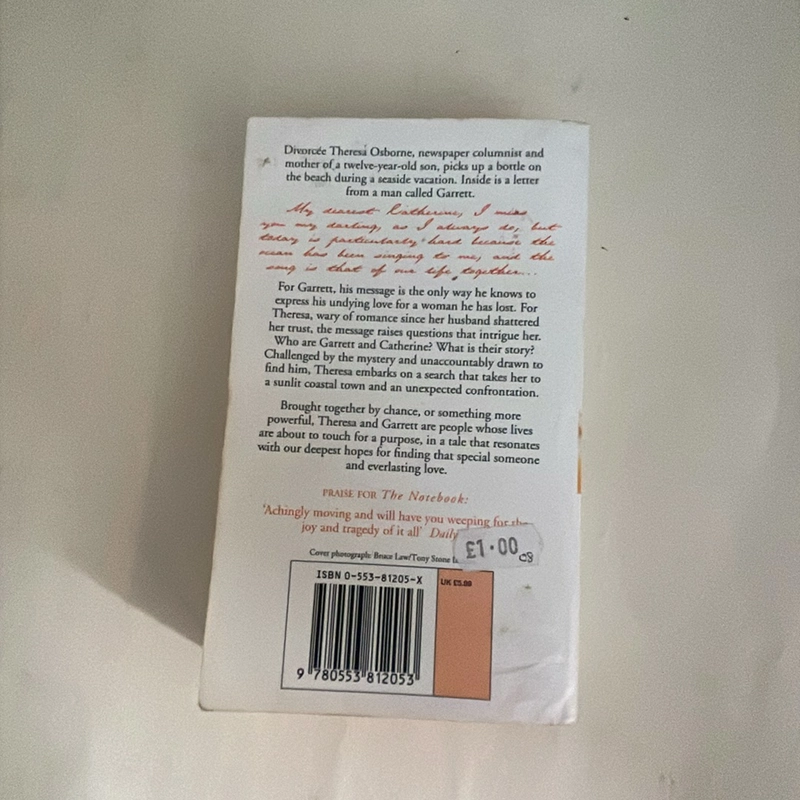 Divorcée Theresa Osborne, newspaper columnist and
mother of a twelve-year-old son, picks up a bottle on
the beach during a seaside vacation. Inside is a letter
from a man called Garrett.
My dearest Catherine, I miss
you my darling, as I always do, but
today is particularly hard because the
ocean has been singing to me, and the
song is that of our life together...
For Garrett, his message is the only way he knows to
express his undying love for a woman he has lost. For
Theresa, wary of romance since her husband shattered
her trust, the message raises questions that intrigue her.
Who are Garrett and Catherine? What is their story?
Challenged by the mystery and unaccountably drawn to
find him, Theresa embarks on a search that takes her to
a sunlit coastal town and an unexpected confrontation.
Brought together by chance, or something more
powerful, Theresa and Garrett are people whose lives
are about to touch for a purpose, in a tale that resonates
with our deepest hopes for finding that special someone
and everlasting love.
PRAISE FOR The Notebook:
'Achingly moving and will have you weeping for the
joy and tragedy of it all' Daily
£1.00
Cover photograph: Bruce Law/Tony Stone
ISBN 0-553-81205-X
UK £5.99
9 780553 812053